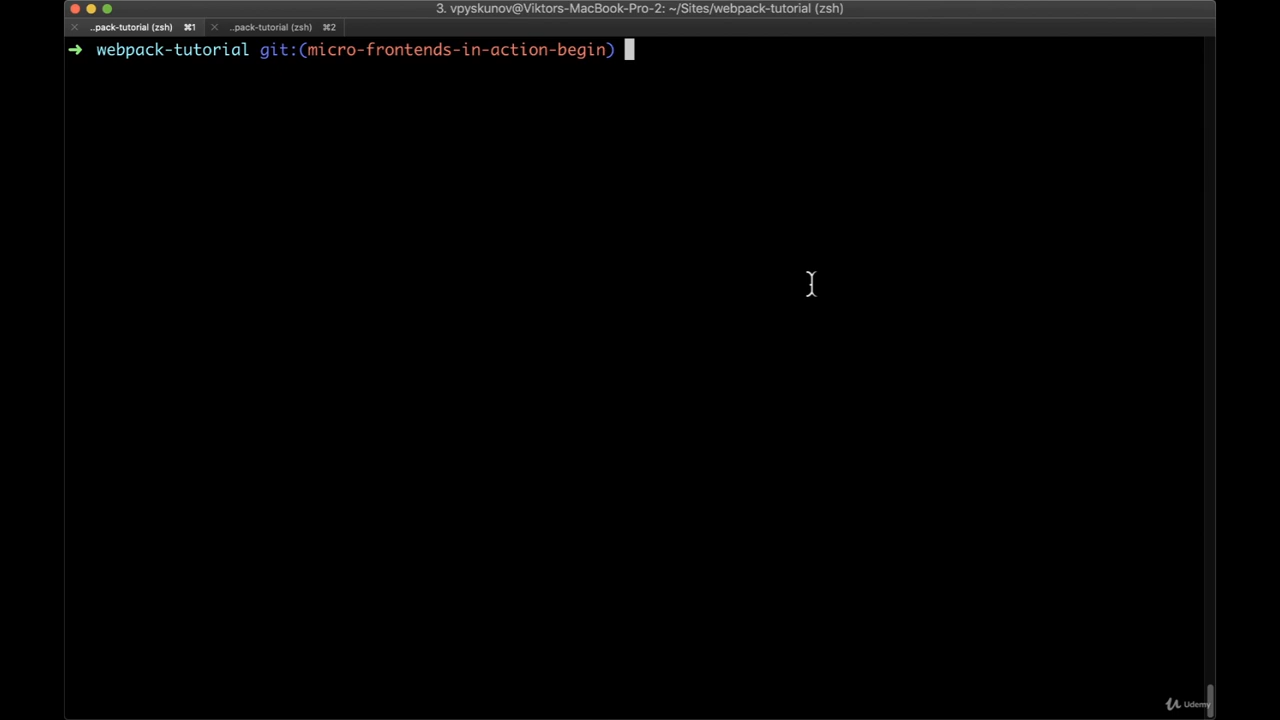 3. vpyskunov@Viktors-MacBook-Pro-2: ~/Sites/webpack-tutorial (zsh)
..pack-tutorial (zsh) ⌘1 ..pack-tutorial (zsh) ⌘2
➜ webpack-tutorial git:(micro-frontends-in-action-begin)
Udemy